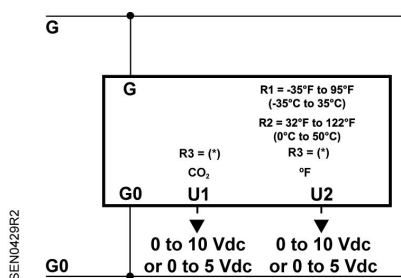 G
G
R1 = -35°F to 95°F
(-35°C to 35°C)
R2 = 32°F to 122°F
(0°C to 50°C)
R3 = (*)
R3 = (*)
CO₂
°F
G0
U1
U2
0 to 10 Vdc
or 0 to 5 Vdc
0 to 10 Vdc
or 0 to 5 Vdc
G0
SEN0429R2